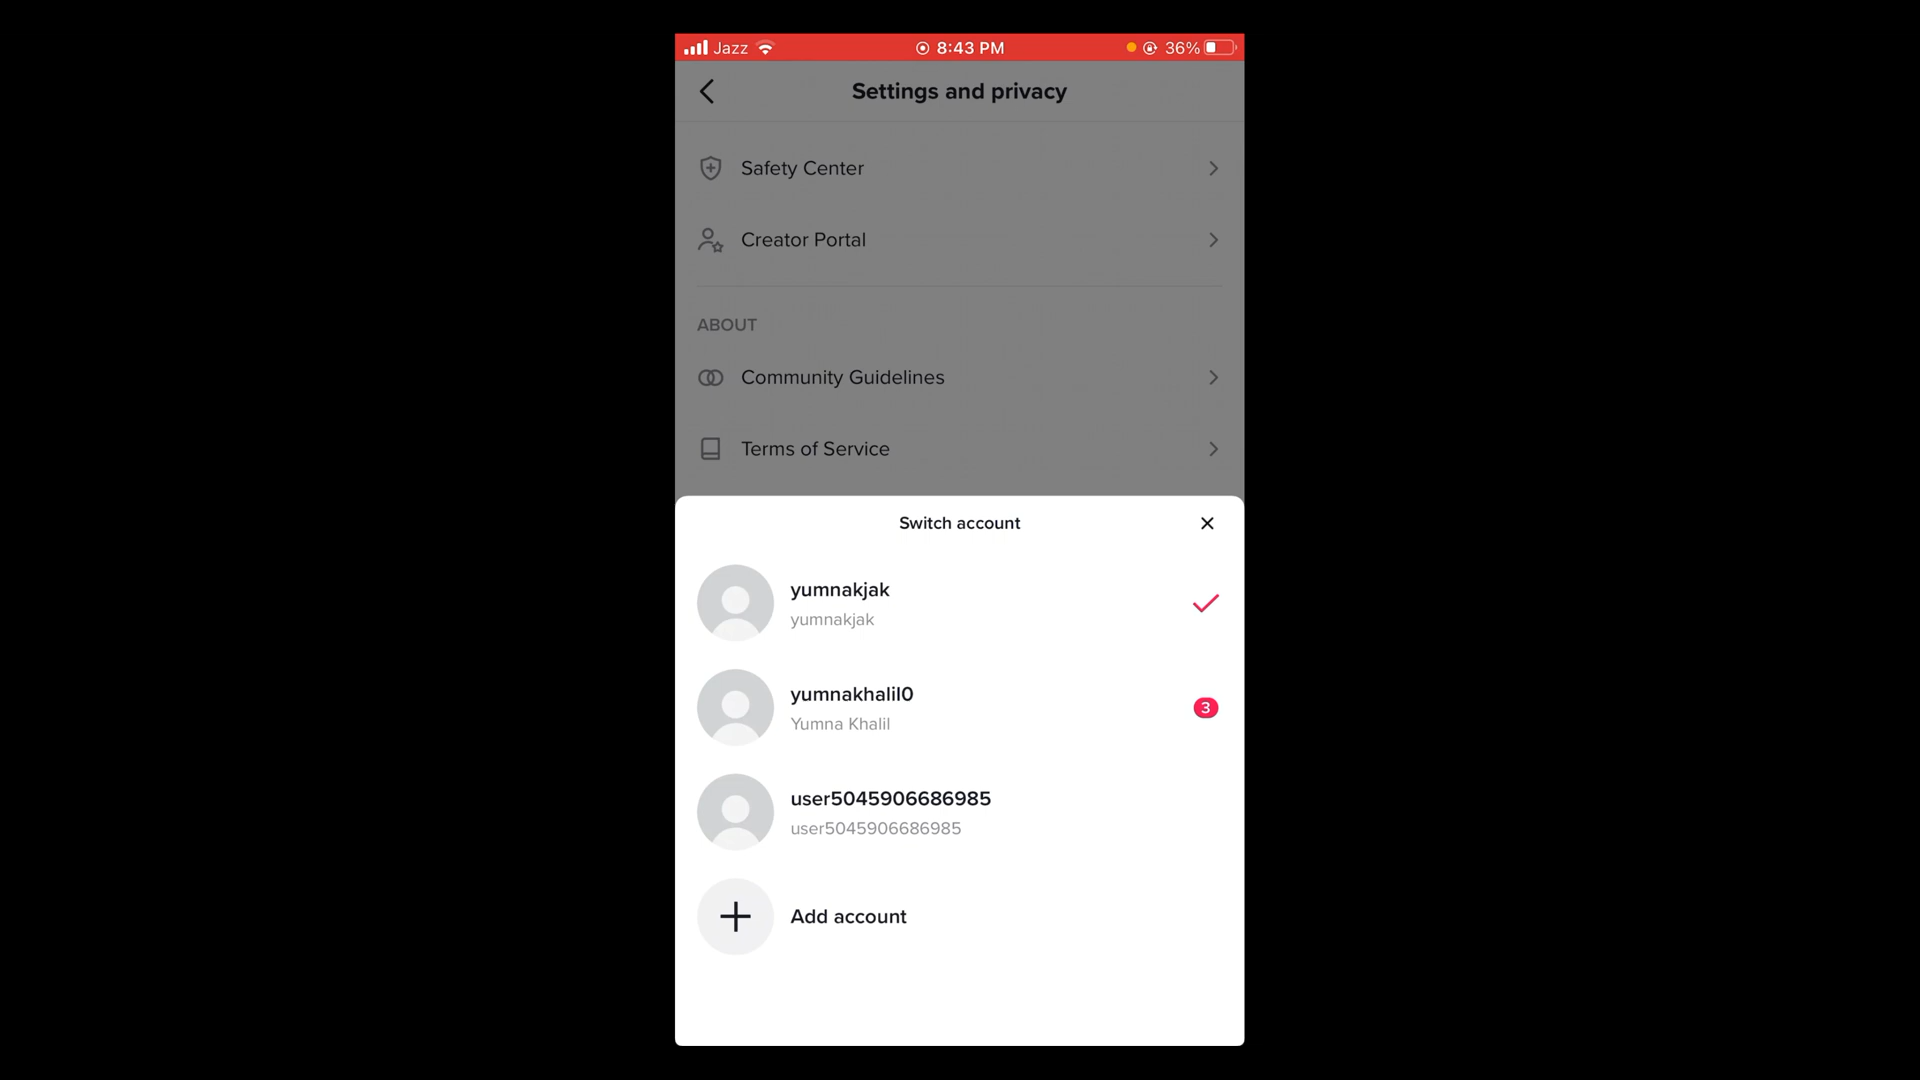 Jazz 8:43 PM 36%
Settings and privacy
Safety Center
Creator Portal
ABOUT
Community Guidelines
Terms of Service
Switch account
yumnakjak
yumnakjak
yumnakhalil0
Yumna Khalil
3
user5045906686985
user5045906686985
Add account